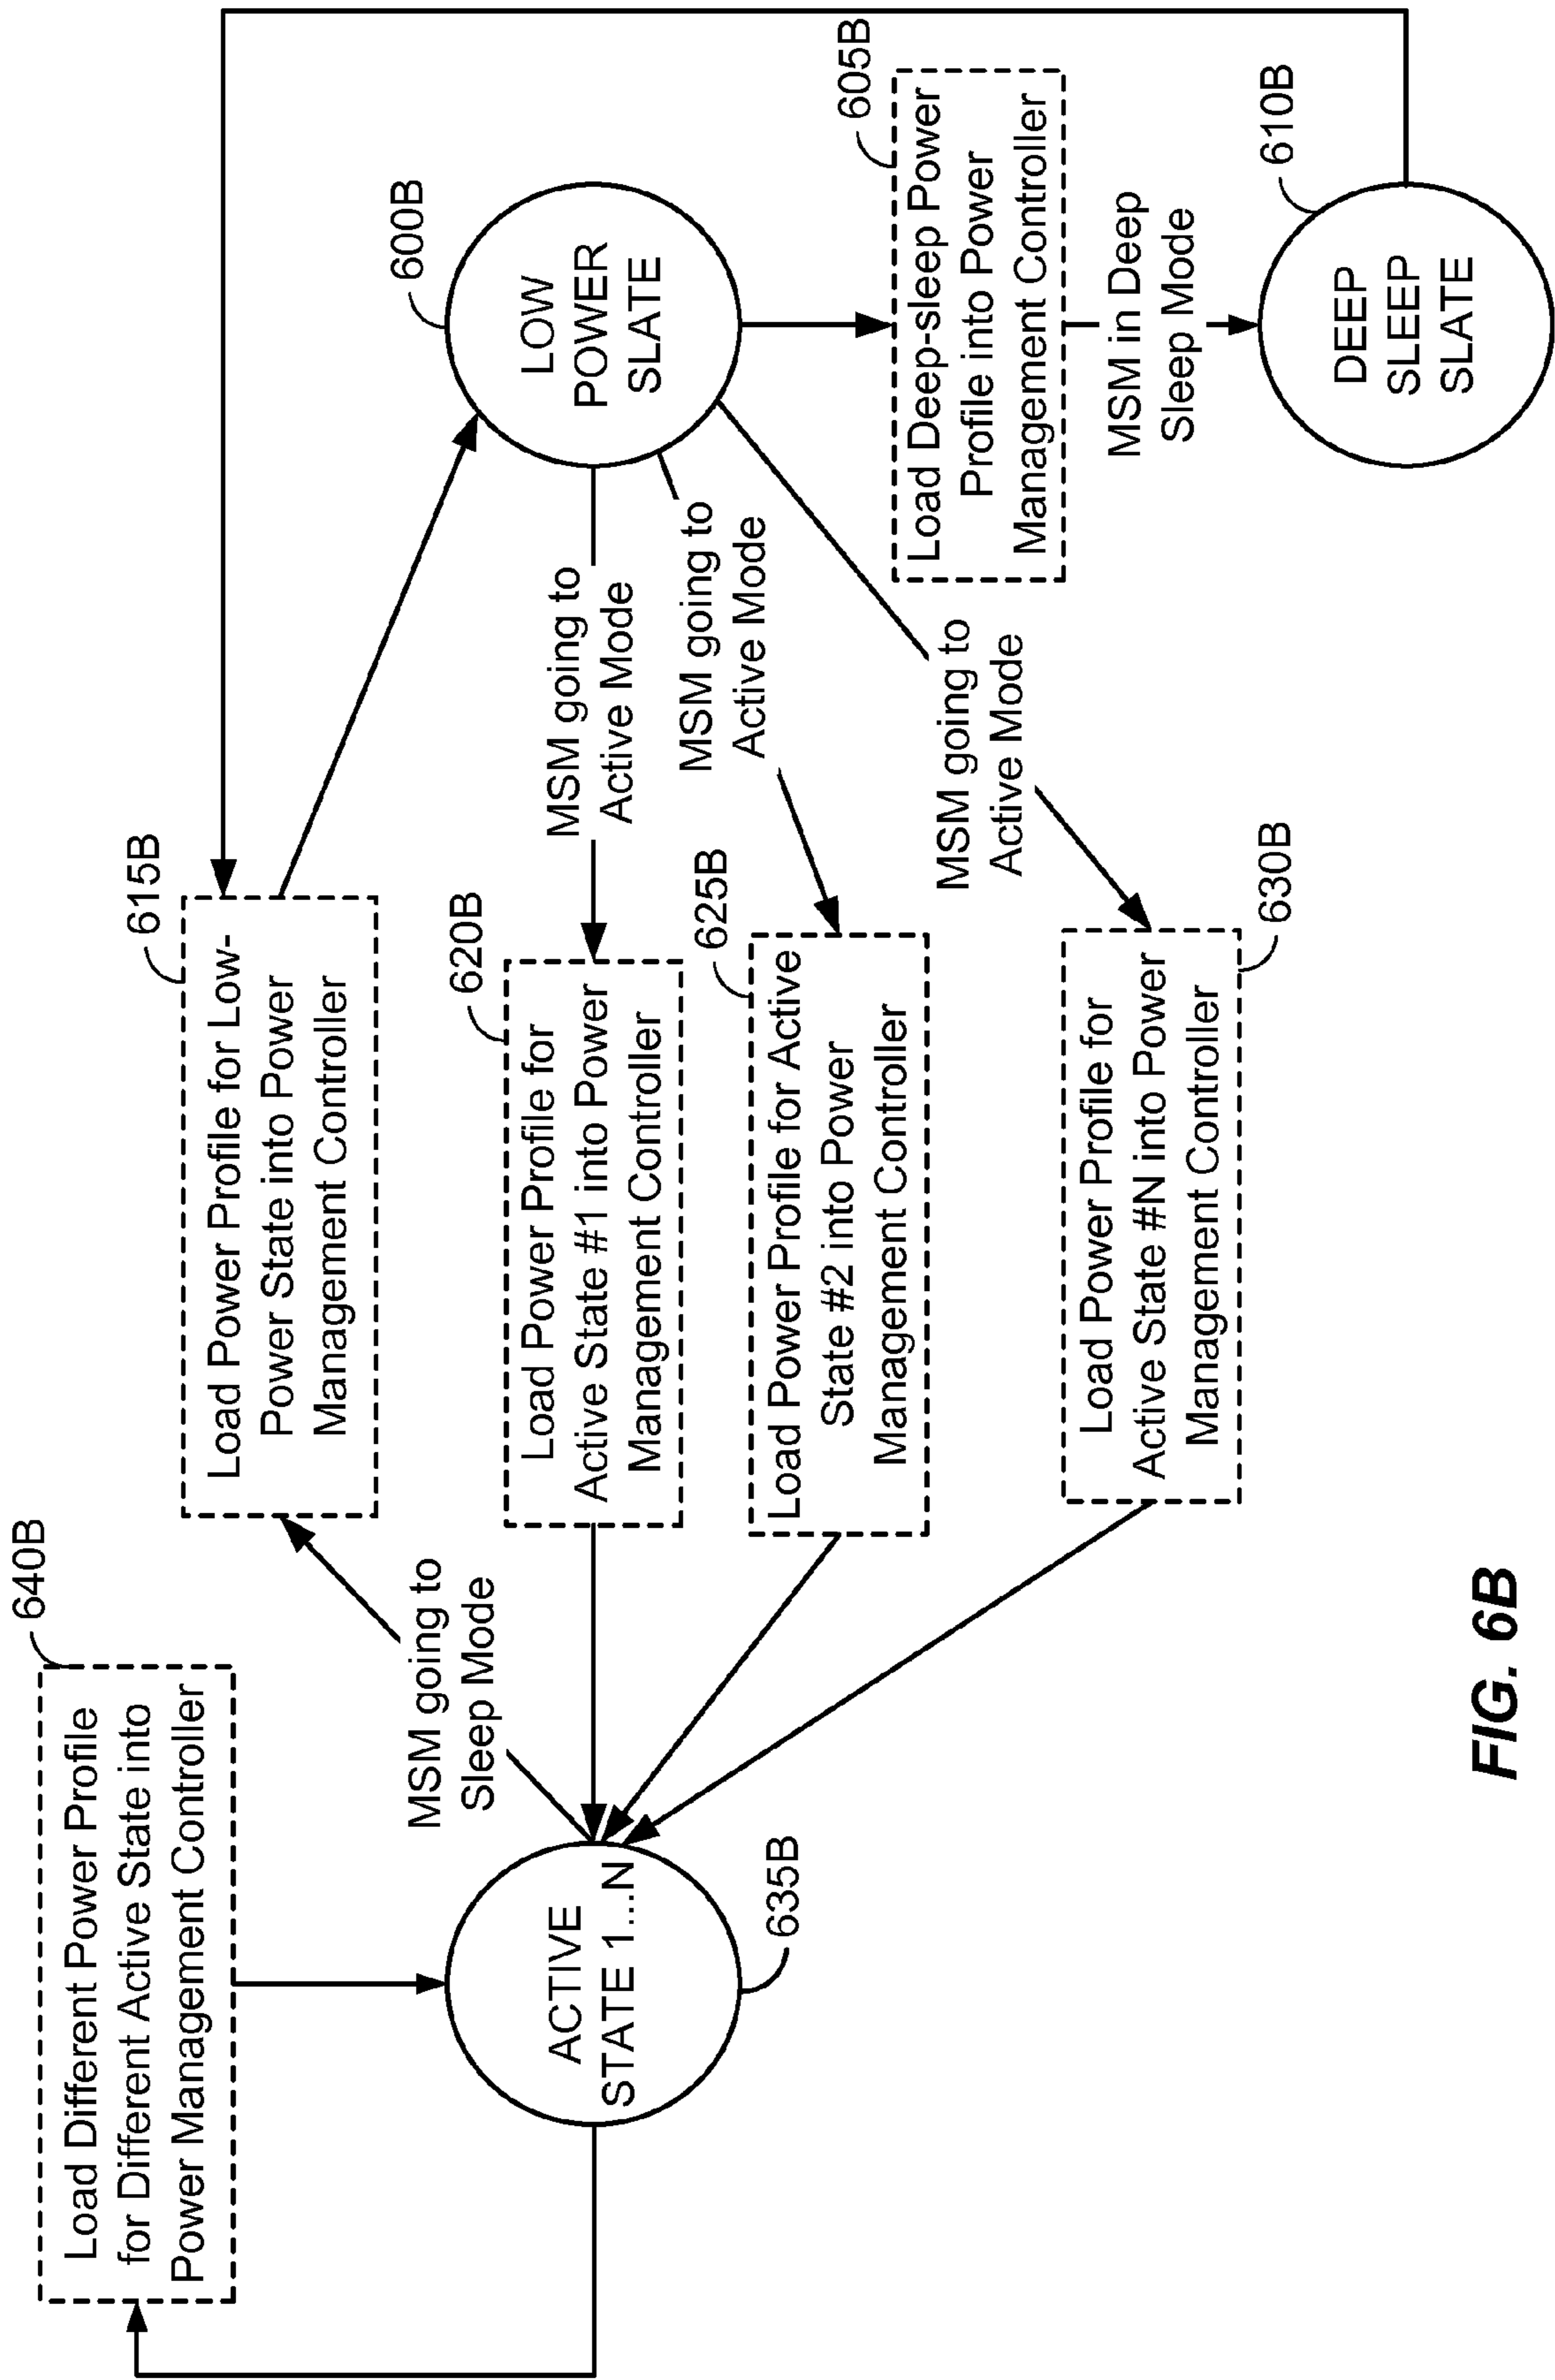 640B
Load Different Power Profile
for Different Active State into
Power Management Controller
615B
Load Power Profile for Low-
Power State into Power
Management Controller
MSM going to
Sleep Mode
600B
LOW
POWER
SLATE
620B
Load Power Profile for
Active State #1 into Power
Management Controller
MSM going to
Active Mode
ACTIVE
STATE 1...N
635B
625B
Load Power Profile for Active
State #2 into Power
Management Controller
MSM going to
Active Mode
605B
Load Deep-sleep Power
Profile into Power
Management Controller
MSM going to
Active Mode
630B
Load Power Profile for
Active State #N into Power
Management Controller
MSM in Deep
Sleep Mode
610B
DEEP
SLEEP
SLATE
FIG. 6B